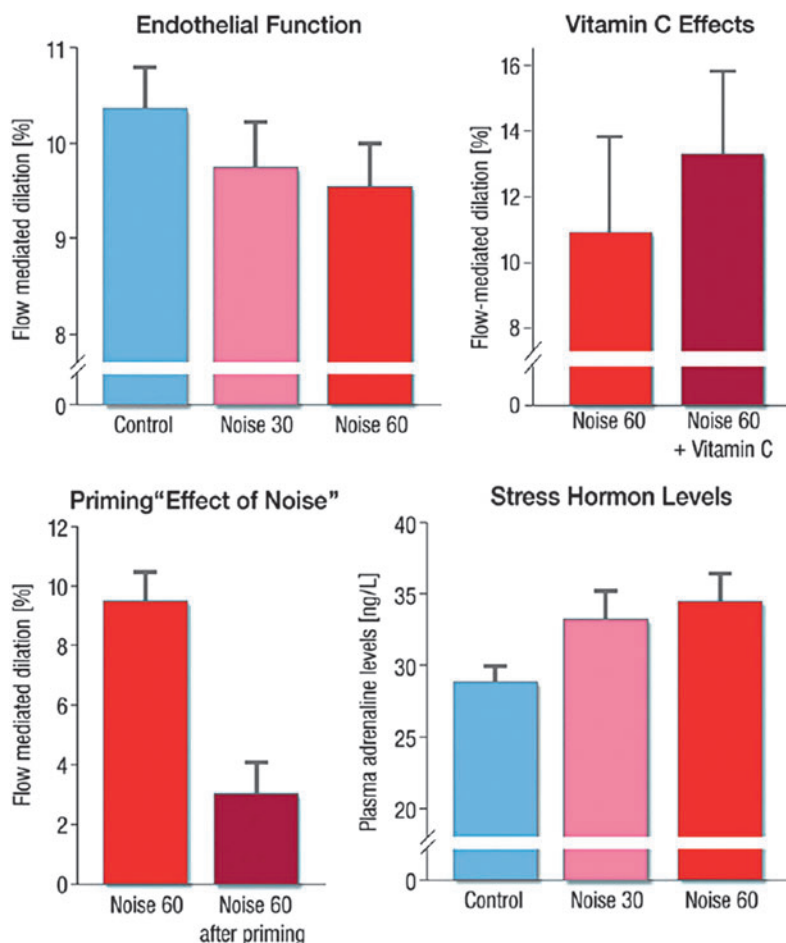 Endothelial Function
Flow mediated dilation [%]
11
10
9
8
0
Control
Noise 30
Noise 60
Vitamin C Effects
Flow-mediated dilation [%]
16
14
12
10
8
0
Noise 60
Noise 60
+ Vitamin C
Priming“Effect of Noise”
Flow mediated dilation [%]
12
10
8
6
4
2
0
Noise 60
Noise 60
after priming
Stress Hormon Levels
Plasma adrenaline levels [ng/L]
40
35
30
25
20
0
Control
Noise 30
Noise 60